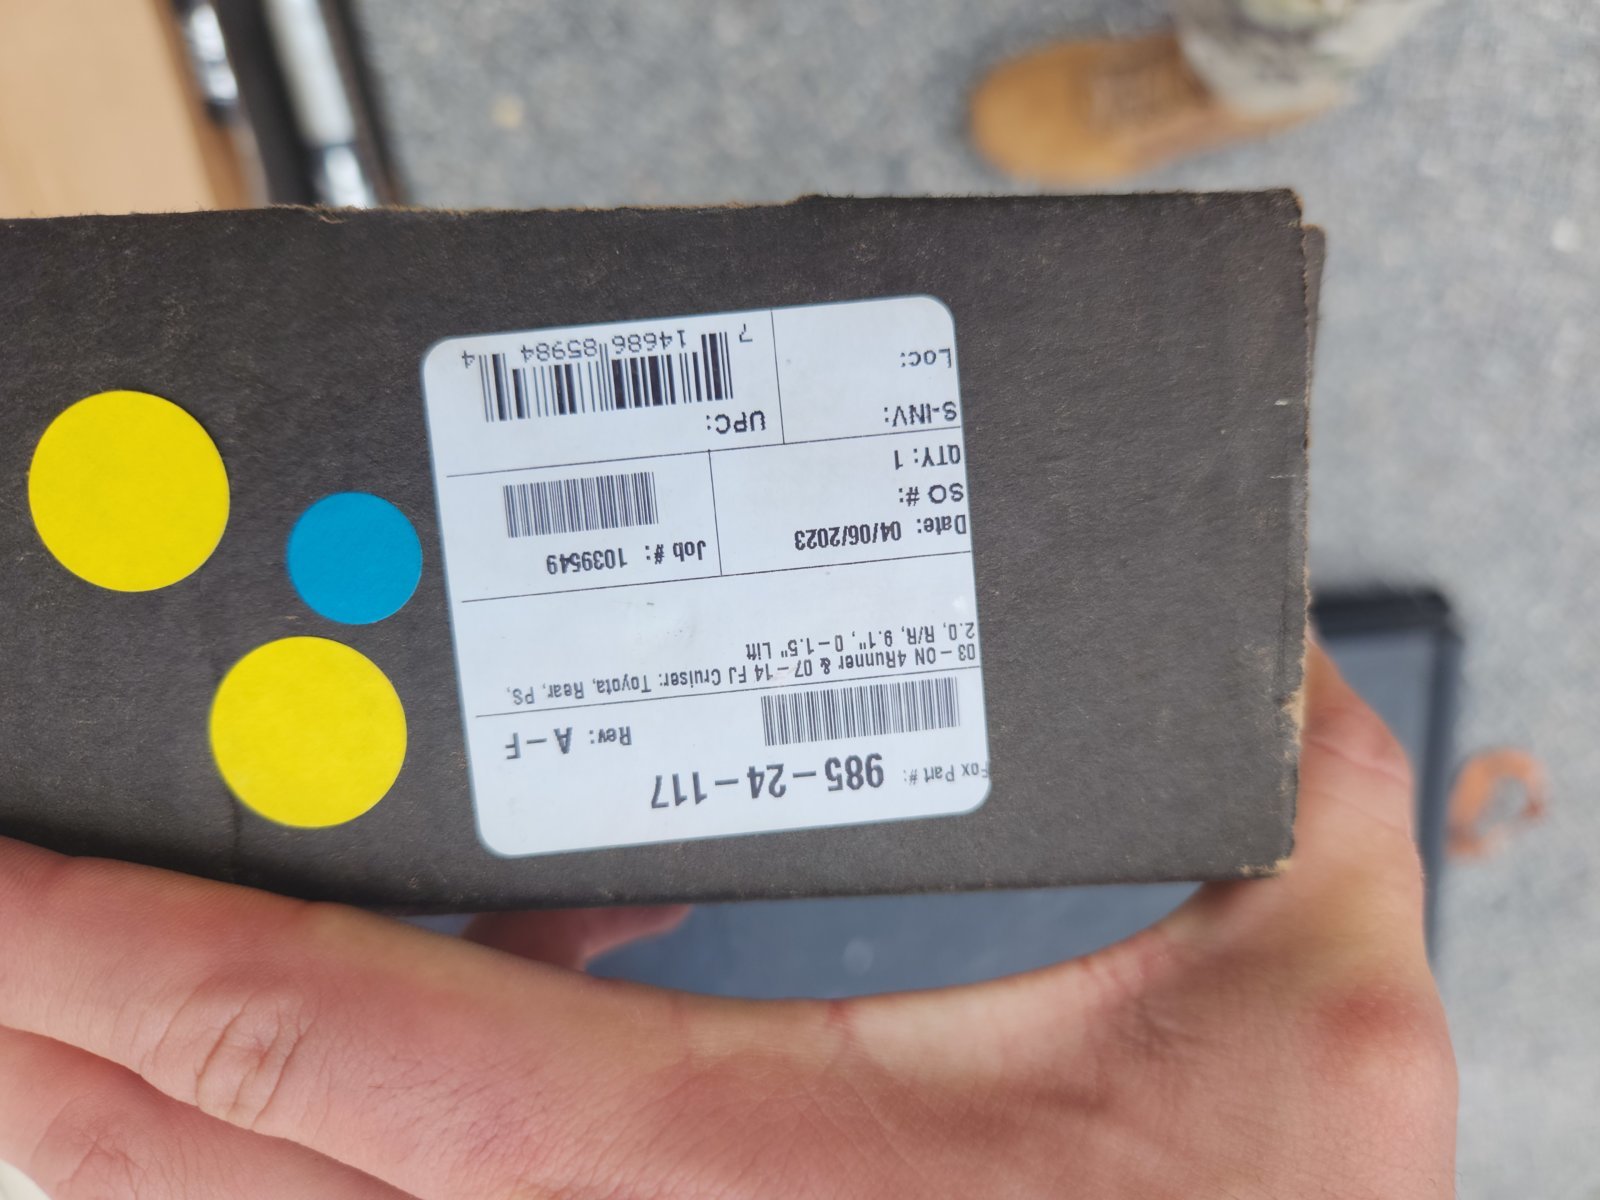 Fox Part #: 985-24-117
Rev: A-F
03-ON 4Runner & 07-14 FJ Cruiser: Toyota, Rear, PS,
2.0, R/R, 9.1", 0-1.5" Lift
Date: 04/06/2023
SO #:
QTY: 1
Job #: 1039549
S-INV:
Loc:
UPC:
7 14686 85984 4